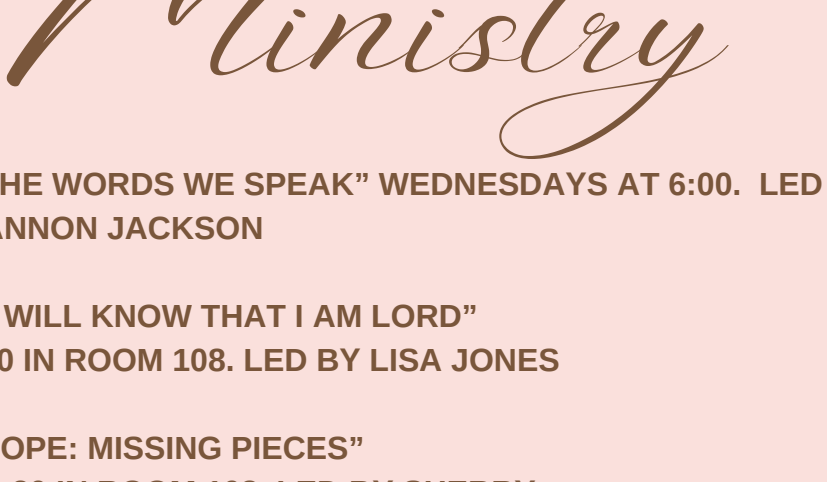 Ministry
HE WORDS WE SPEAK” WEDNESDAYS AT 6:00. LED
ANNON JACKSON
WILL KNOW THAT I AM LORD”
0 IN ROOM 108. LED BY LISA JONES
OPE: MISSING PIECES”